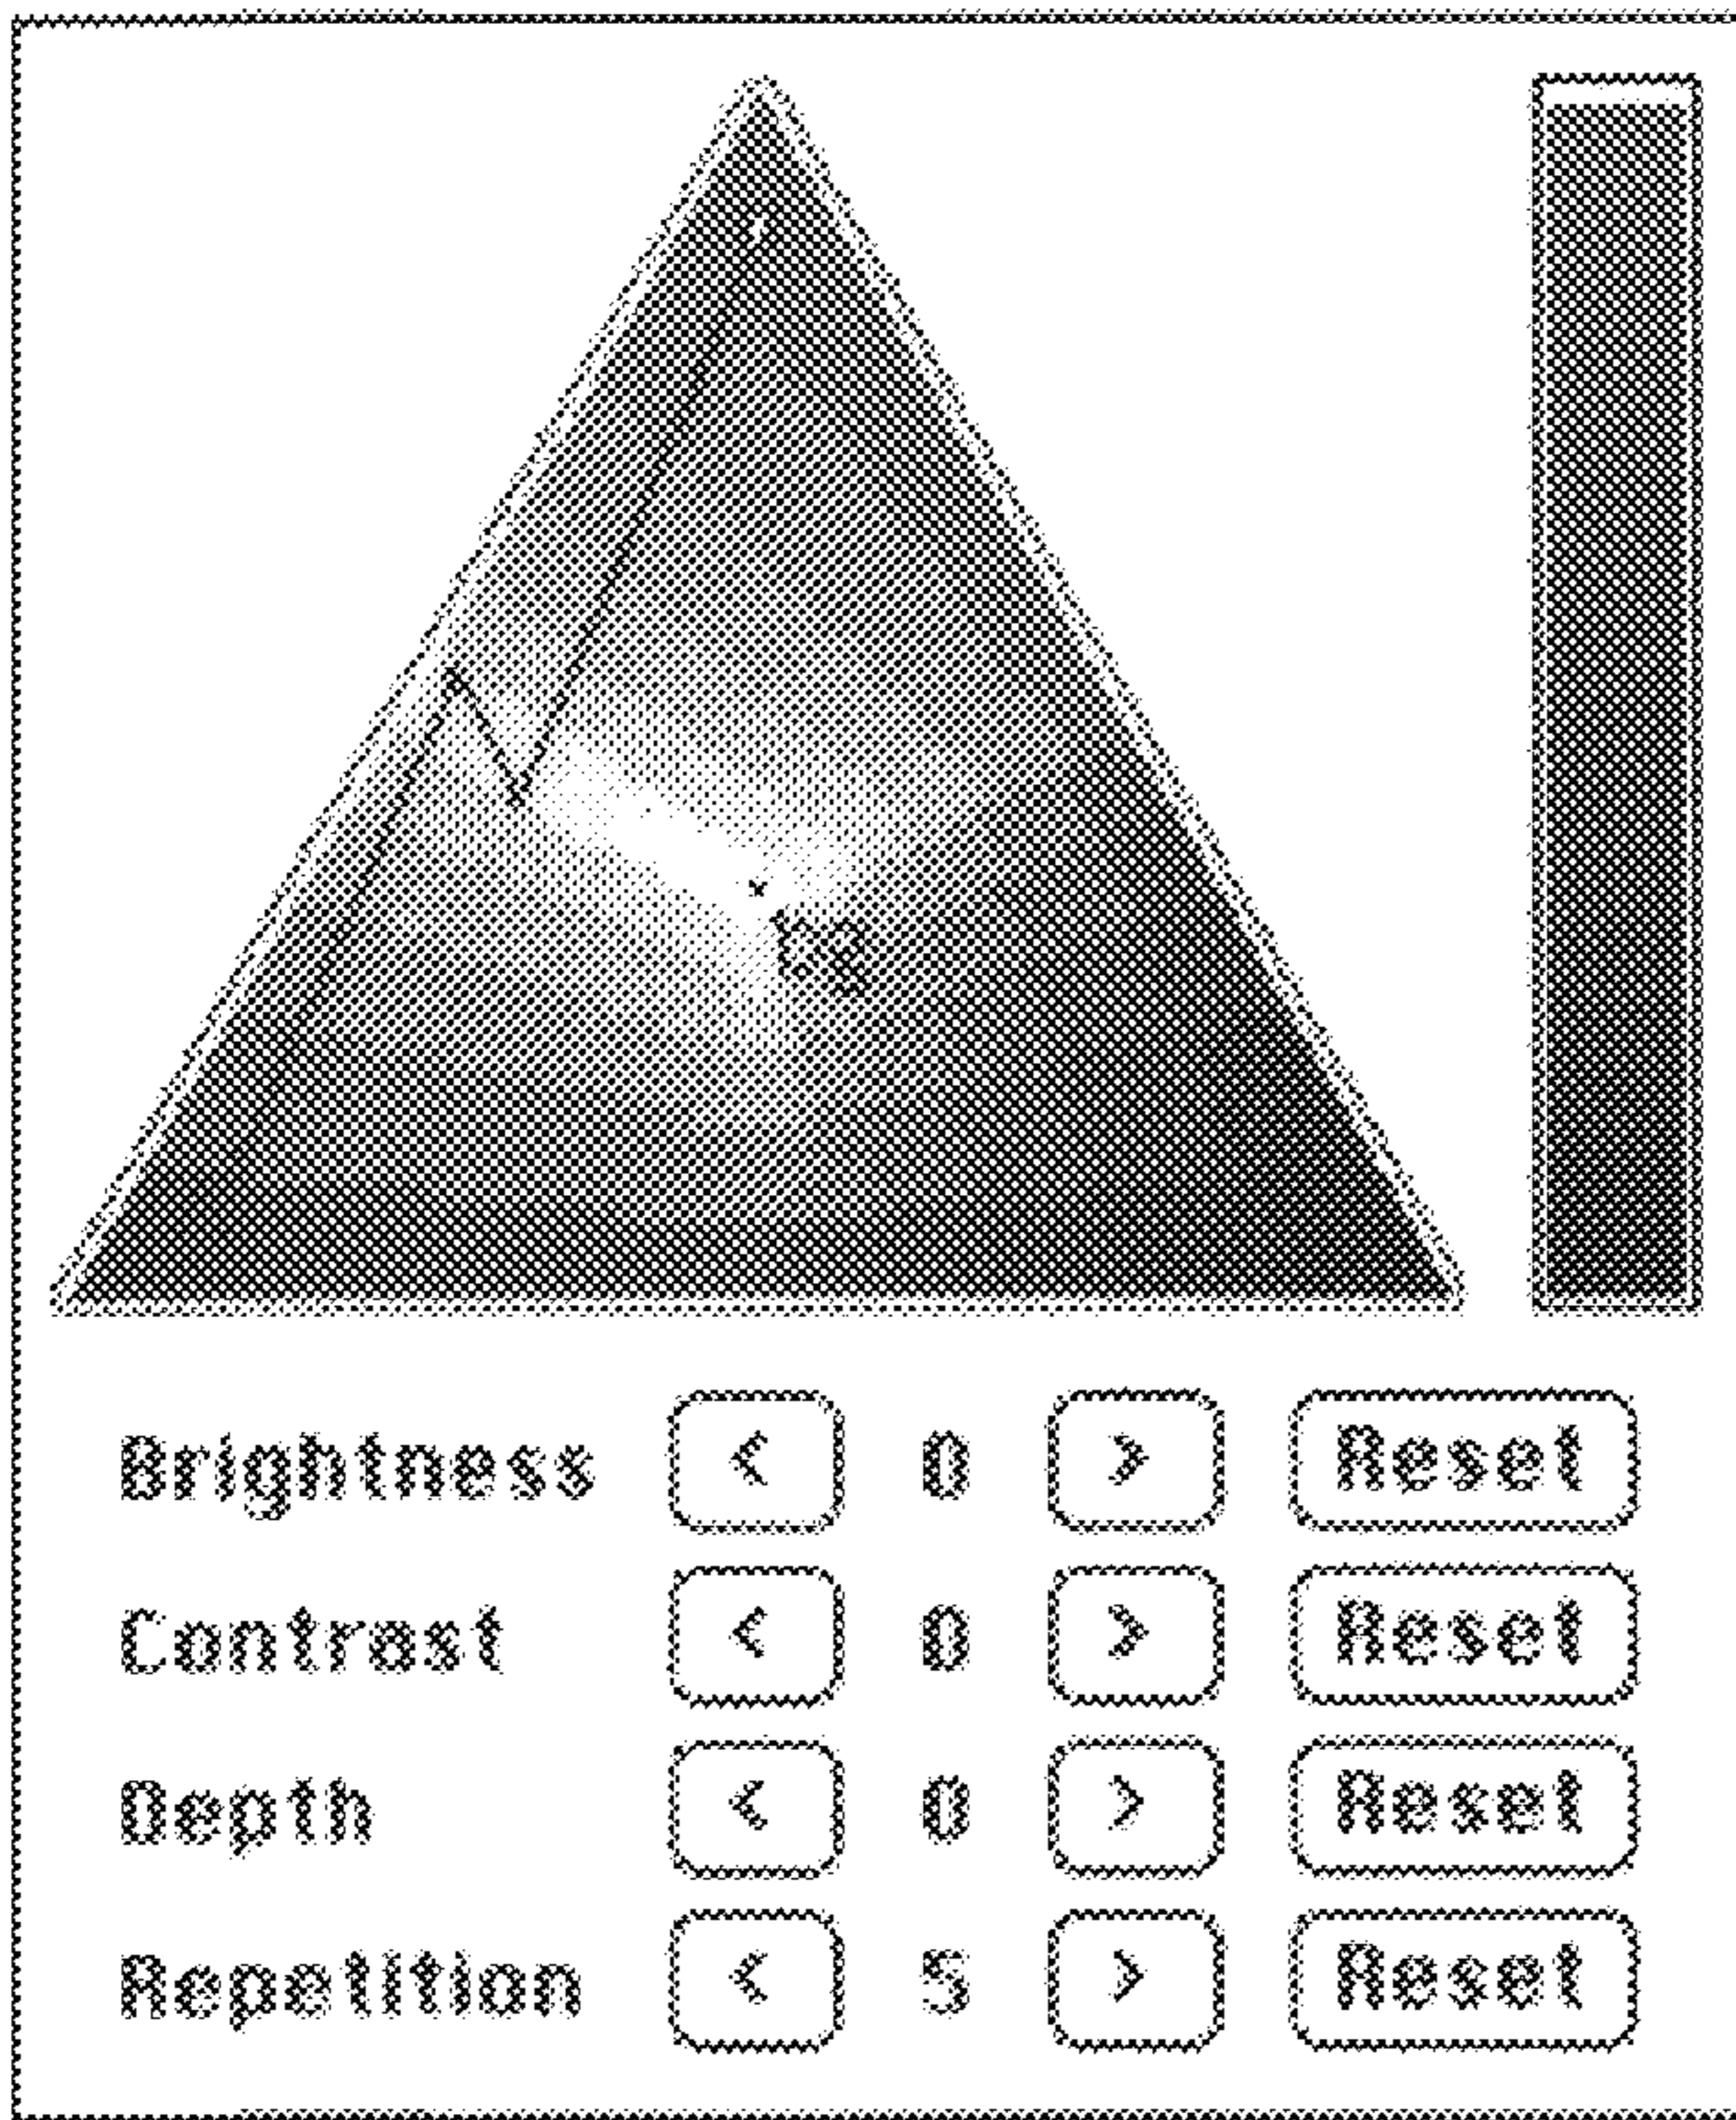 Brightness < 0 > Reset
Contrast < 0 > Reset
Depth < 0 > Reset
Repetition < 5 > Reset